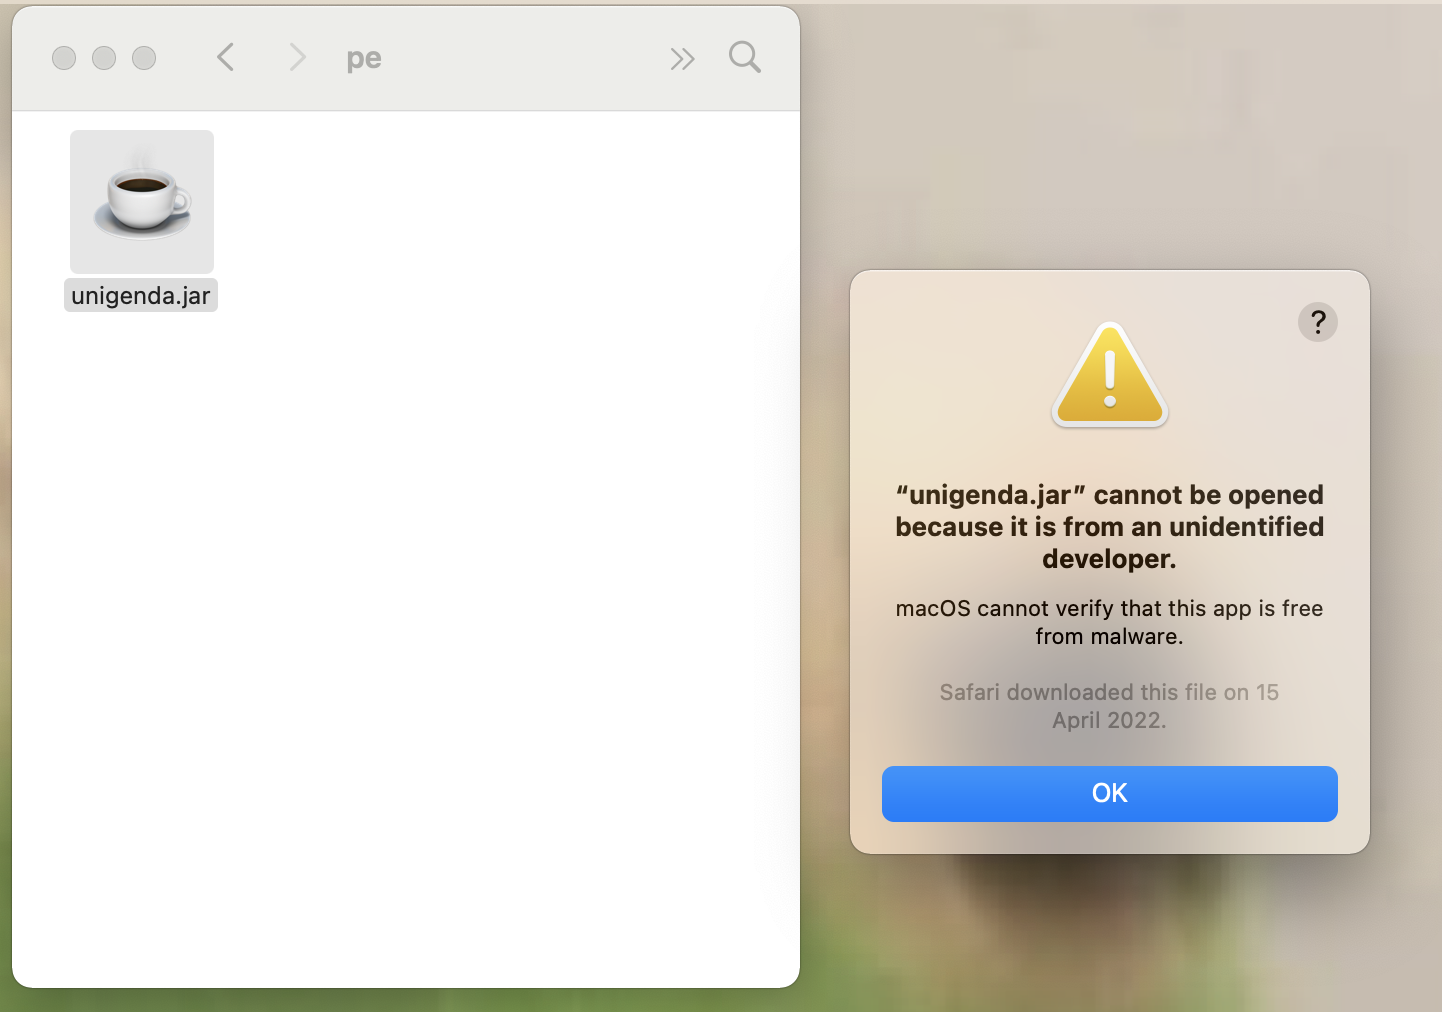 pe
unigenda.jar
?
“unigenda.jar” cannot be opened
because it is from an unidentified
developer.
macOS cannot verify that this app is free
from malware.
Safari downloaded this file on 15
April 2022.
OK